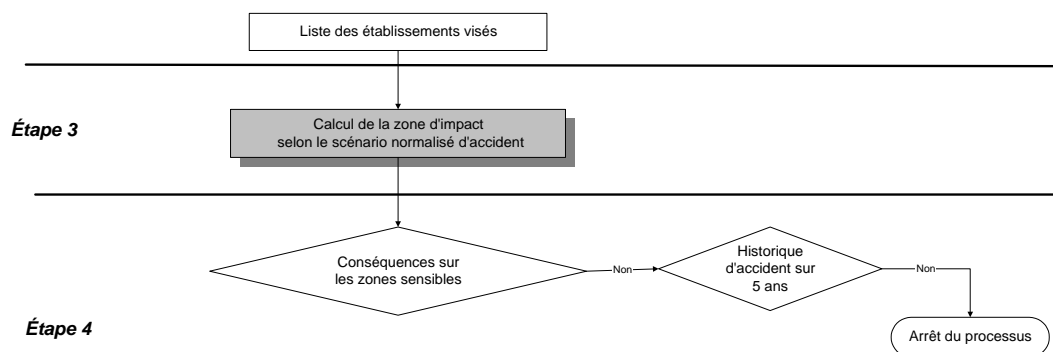 Liste des établissements visés
Étape 3
Calcul de la zone d'impact
selon le scénario normalisé d'accident
Conséquences sur
les zones sensibles
Non
Historique
d'accident sur
5 ans
Non
Étape 4
Arrêt du processus